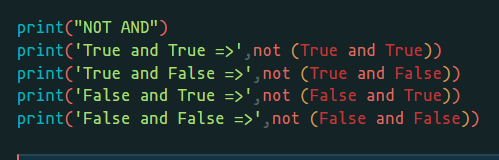 print("NOT AND")
print('True and True =>',not (True and True))
print('True and False =>',not (True and False))
print('False and True =>',not (False and True))
print('False and False =>',not (False and False))